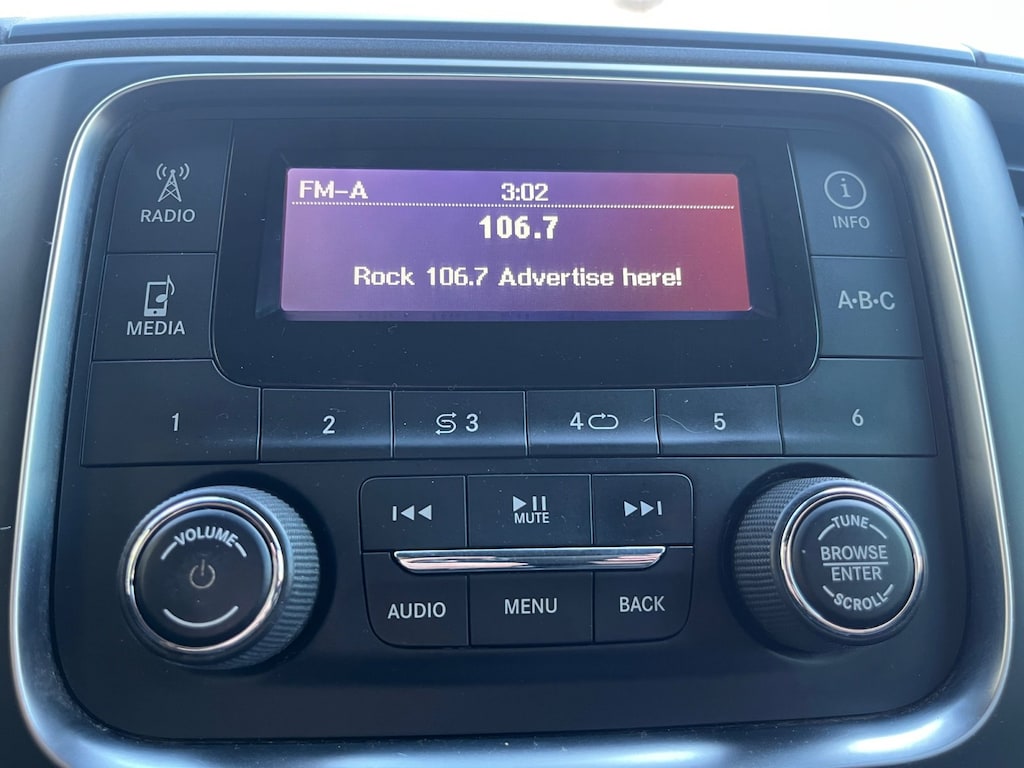 FM-A 3:02
106.7
Rock 106.7 Advertise here!
RADIO
MEDIA
INFO
A•B•C
1 2 3 4 5 6
VOLUME
MUTE
AUDIO MENU BACK
TUNE
BROWSE
ENTER
SCROLL